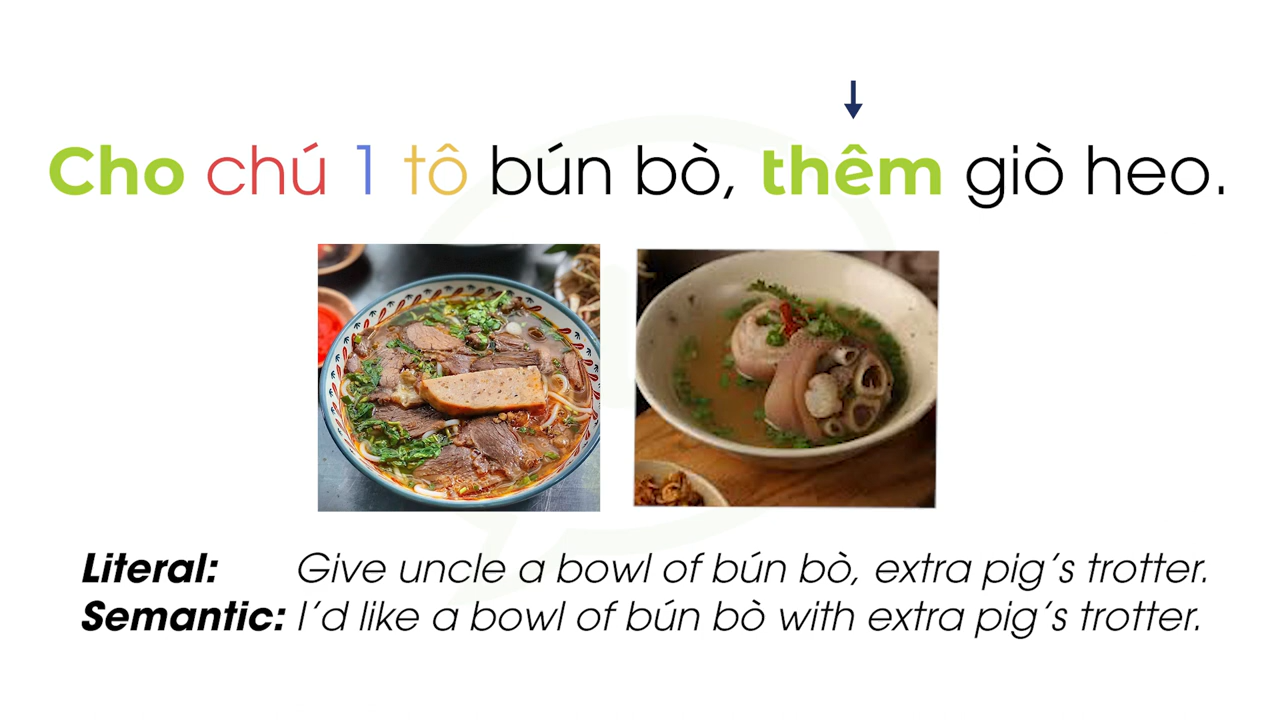 Cho chú 1 tô bún bò, thêm giò heo.
Literal: Give uncle a bowl of bún bò, extra pig's trotter.
Semantic: I'd like a bowl of bún bò with extra pig's trotter.